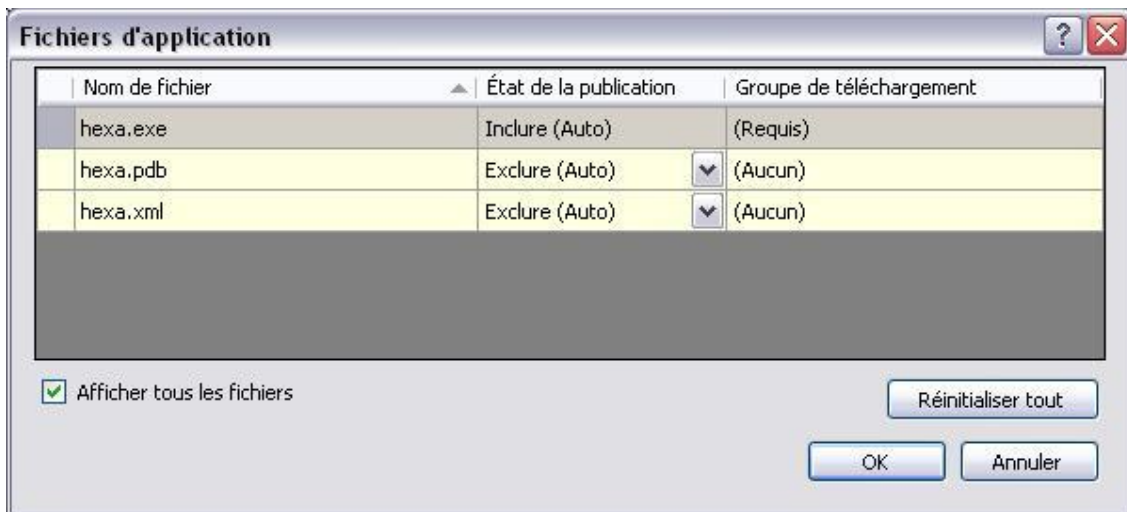 Fichiers d'application
Nom de fichier État de la publication Groupe de téléchargement
hexa.exe Inclure (Auto) (Requis)
hexa.pdb Exclure (Auto) (Aucun)
hexa.xml Exclure (Auto) (Aucun)
Afficher tous les fichiers
Réinitialiser tout
OK Annuler